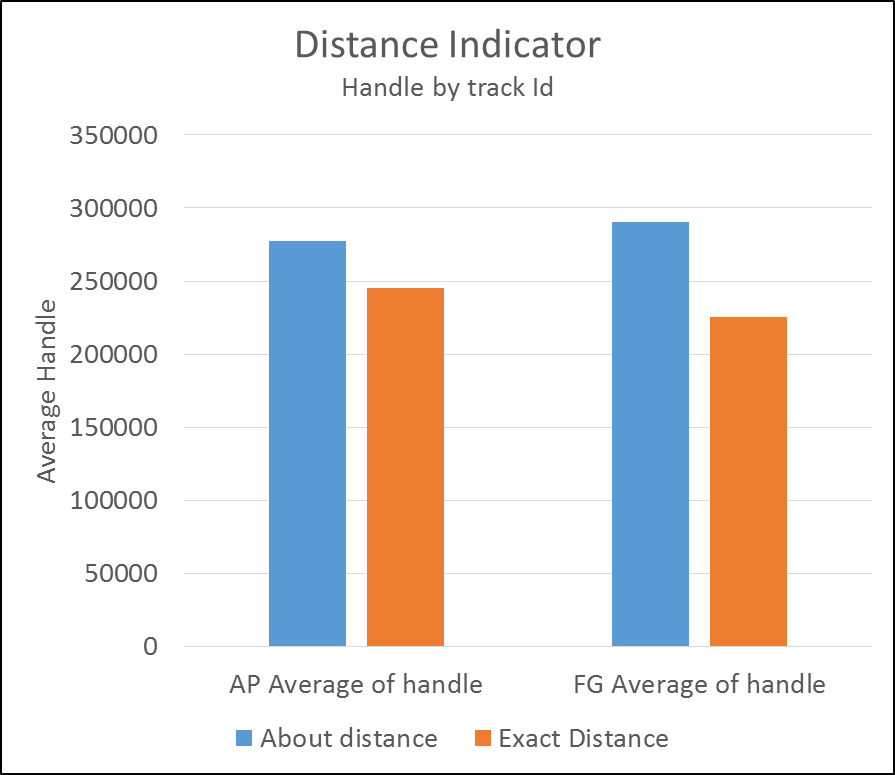 Distance Indicator
Handle by track Id
Average Handle
350000
300000
250000
200000
150000
100000
50000
0
AP Average of handle
FG Average of handle
About distance
Exact Distance